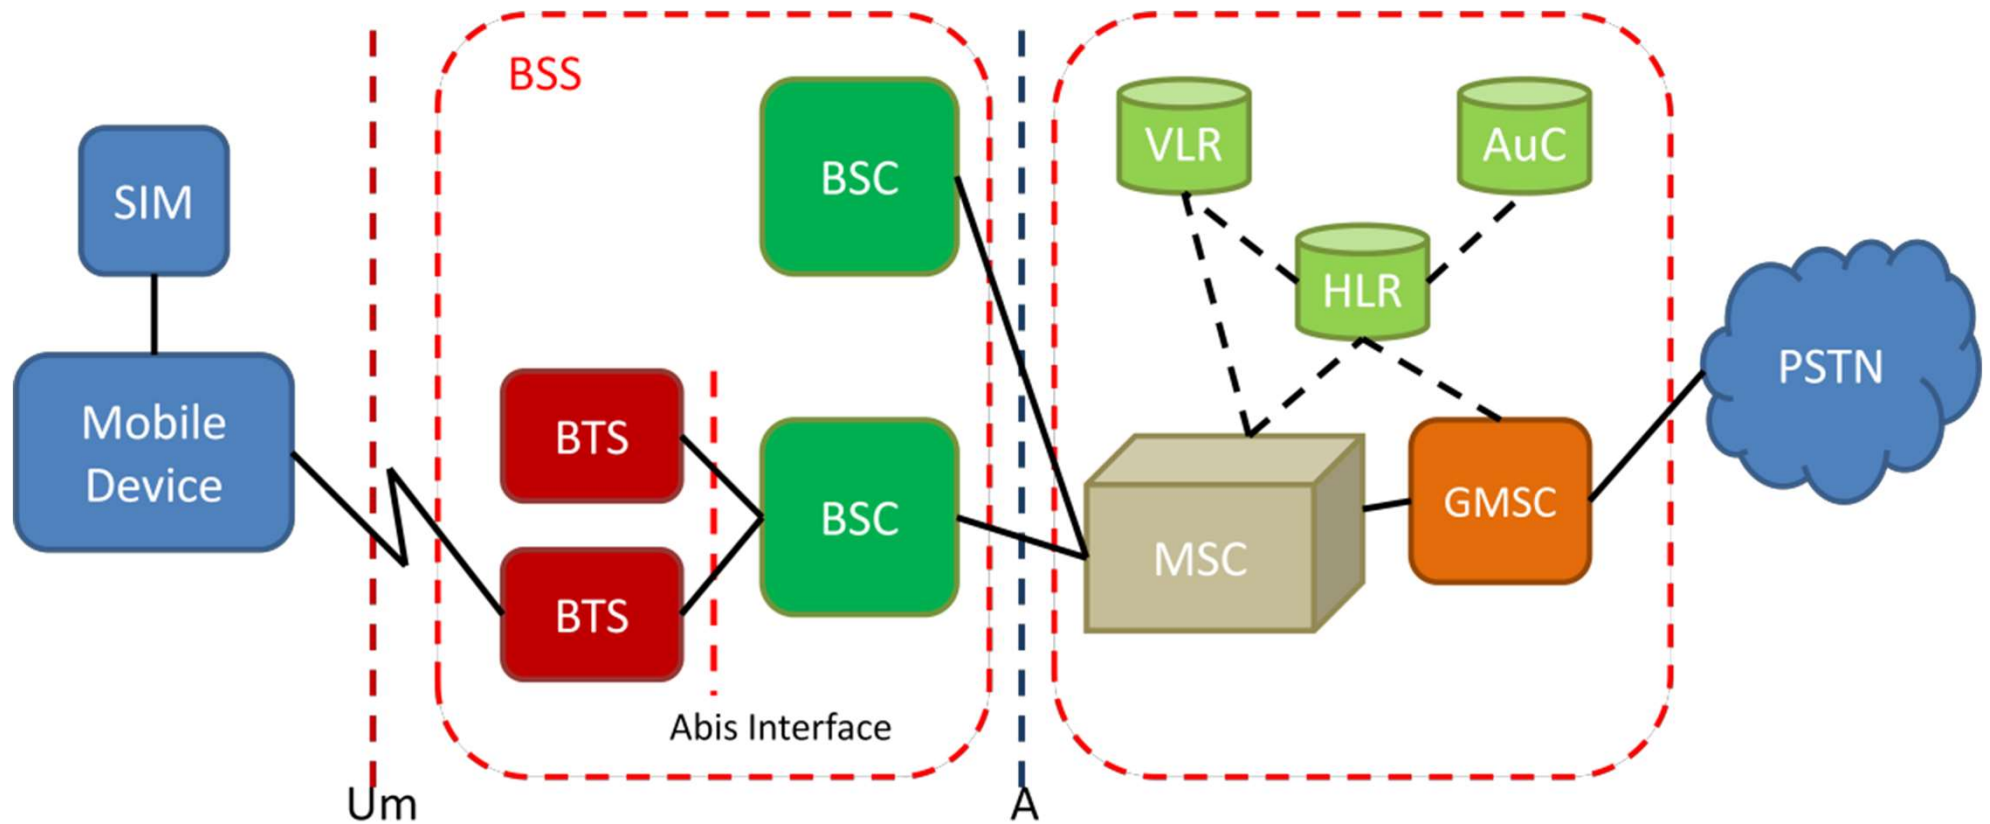 BSS
SIM
Mobile
Device
BSC
BTS
BTS
BSC
Abis Interface
Um
A
VLR
AuC
HLR
MSC
GMSC
PSTN